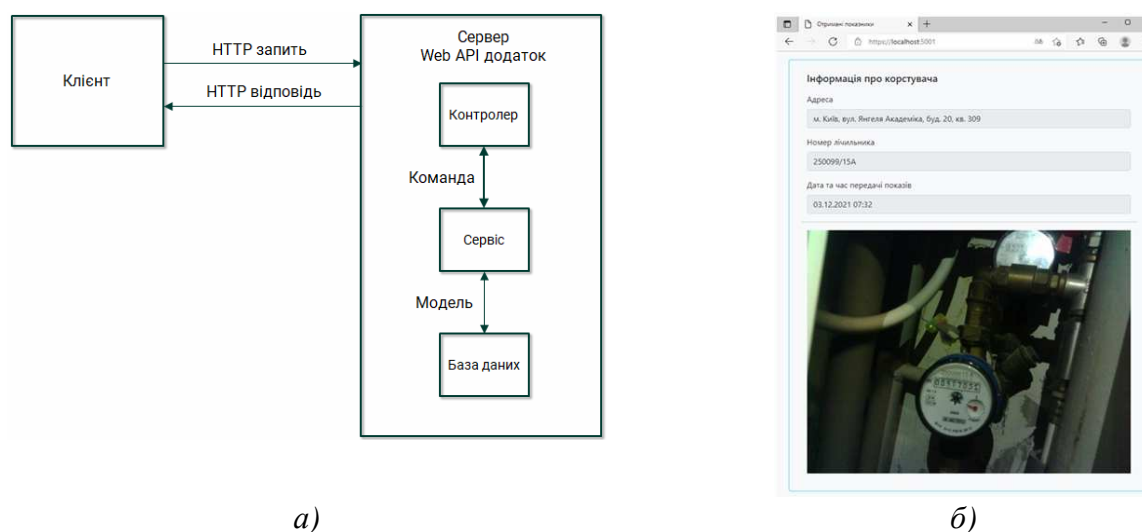 Клієнт
HTTP запить
HTTP відповідь
Сервер
Web API додаток
Контролер
Команда
Сервіс
Модель
База даних
а)
Отримані показники
https://localhost:5001
Інформація про корстувача
Адреса
м. Київ, вул. Янгеля Академіка, буд. 20, кв. 309
Номер лічильника
250099/15А
Дата та час передачі показів
03.12.2021 07:32
б)